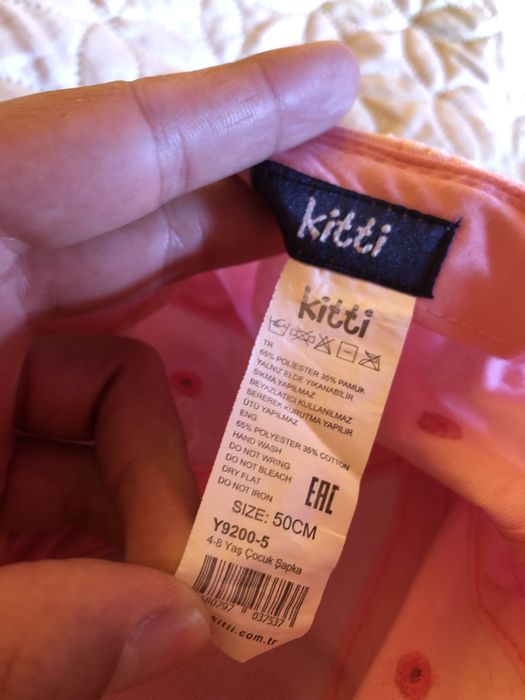 kitti
kitti
TR
65% POLİESTER 35% PAMUK
YALNIZ ELDE YIKANABİLİR
SIKMA YAPILMAZ
BEYAZLATICI KULLANILMAZ
SEREREK KURUTMA YAPILIR
ÜTÜ YAPILMAZ
ENG
65% POLYESTER 35% COTTON
HAND WASH
DO NOT WRING
DO NOT BLEACH
DRY FLAT
DO NOT IRON
EAC
SIZE: 50CM
Y9200-5
4-8 Yaş Çocuk Şapka
037537
kitti.com.tr